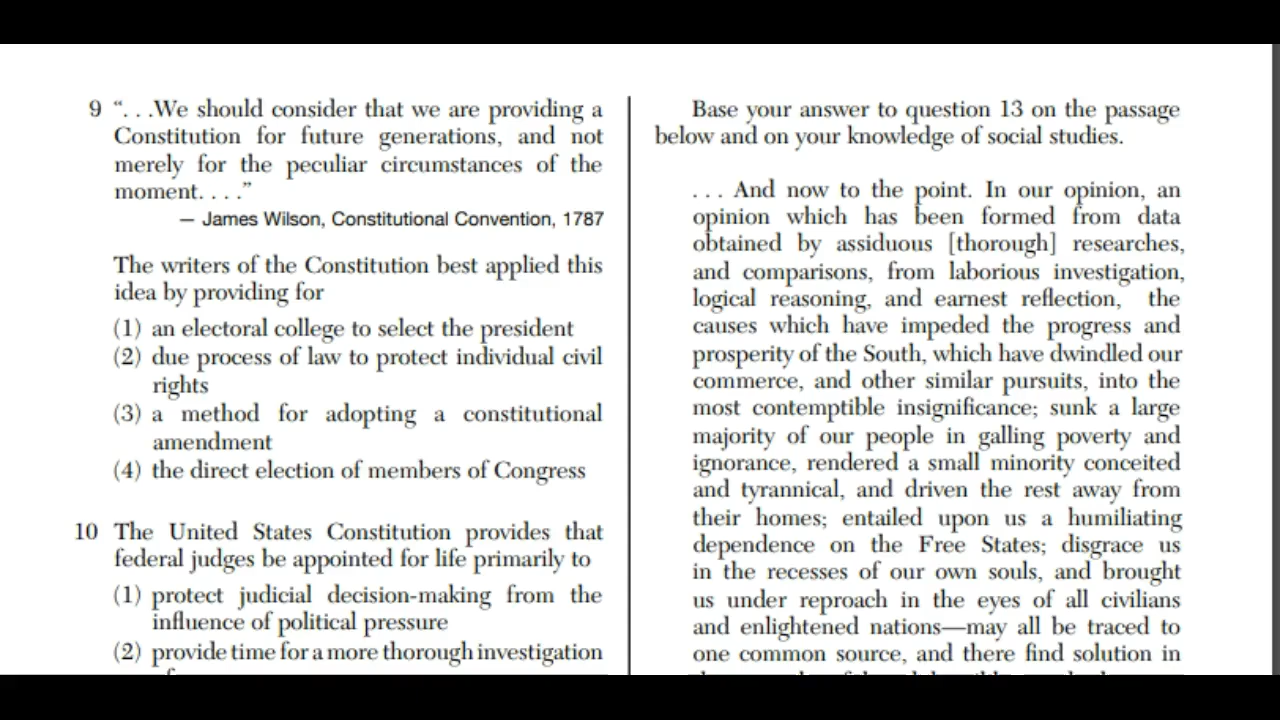 9 “. . .We should consider that we are providing a
Constitution for future generations, and not
merely for the peculiar circumstances of the
moment. . . .”
— James Wilson, Constitutional Convention, 1787
The writers of the Constitution best applied this
idea by providing for
(1) an electoral college to select the president
(2) due process of law to protect individual civil
rights
(3) a method for adopting a constitutional
amendment
(4) the direct election of members of Congress
10 The United States Constitution provides that
federal judges be appointed for life primarily to
(1) protect judicial decision-making from the
influence of political pressure
(2) provide time for a more thorough investigation
Base your answer to question 13 on the passage
below and on your knowledge of social studies.
. . . And now to the point. In our opinion, an
opinion which has been formed from data
obtained by assiduous [thorough] researches,
and comparisons, from laborious investigation,
logical reasoning, and earnest reflection, the
causes which have impeded the progress and
prosperity of the South, which have dwindled our
commerce, and other similar pursuits, into the
most contemptible insignificance; sunk a large
majority of our people in galling poverty and
ignorance, rendered a small minority conceited
and tyrannical, and driven the rest away from
their homes; entailed upon us a humiliating
dependence on the Free States; disgrace us
in the recesses of our own souls, and brought
us under reproach in the eyes of all civilians
and enlightened nations—may all be traced to
one common source, and there find solution in